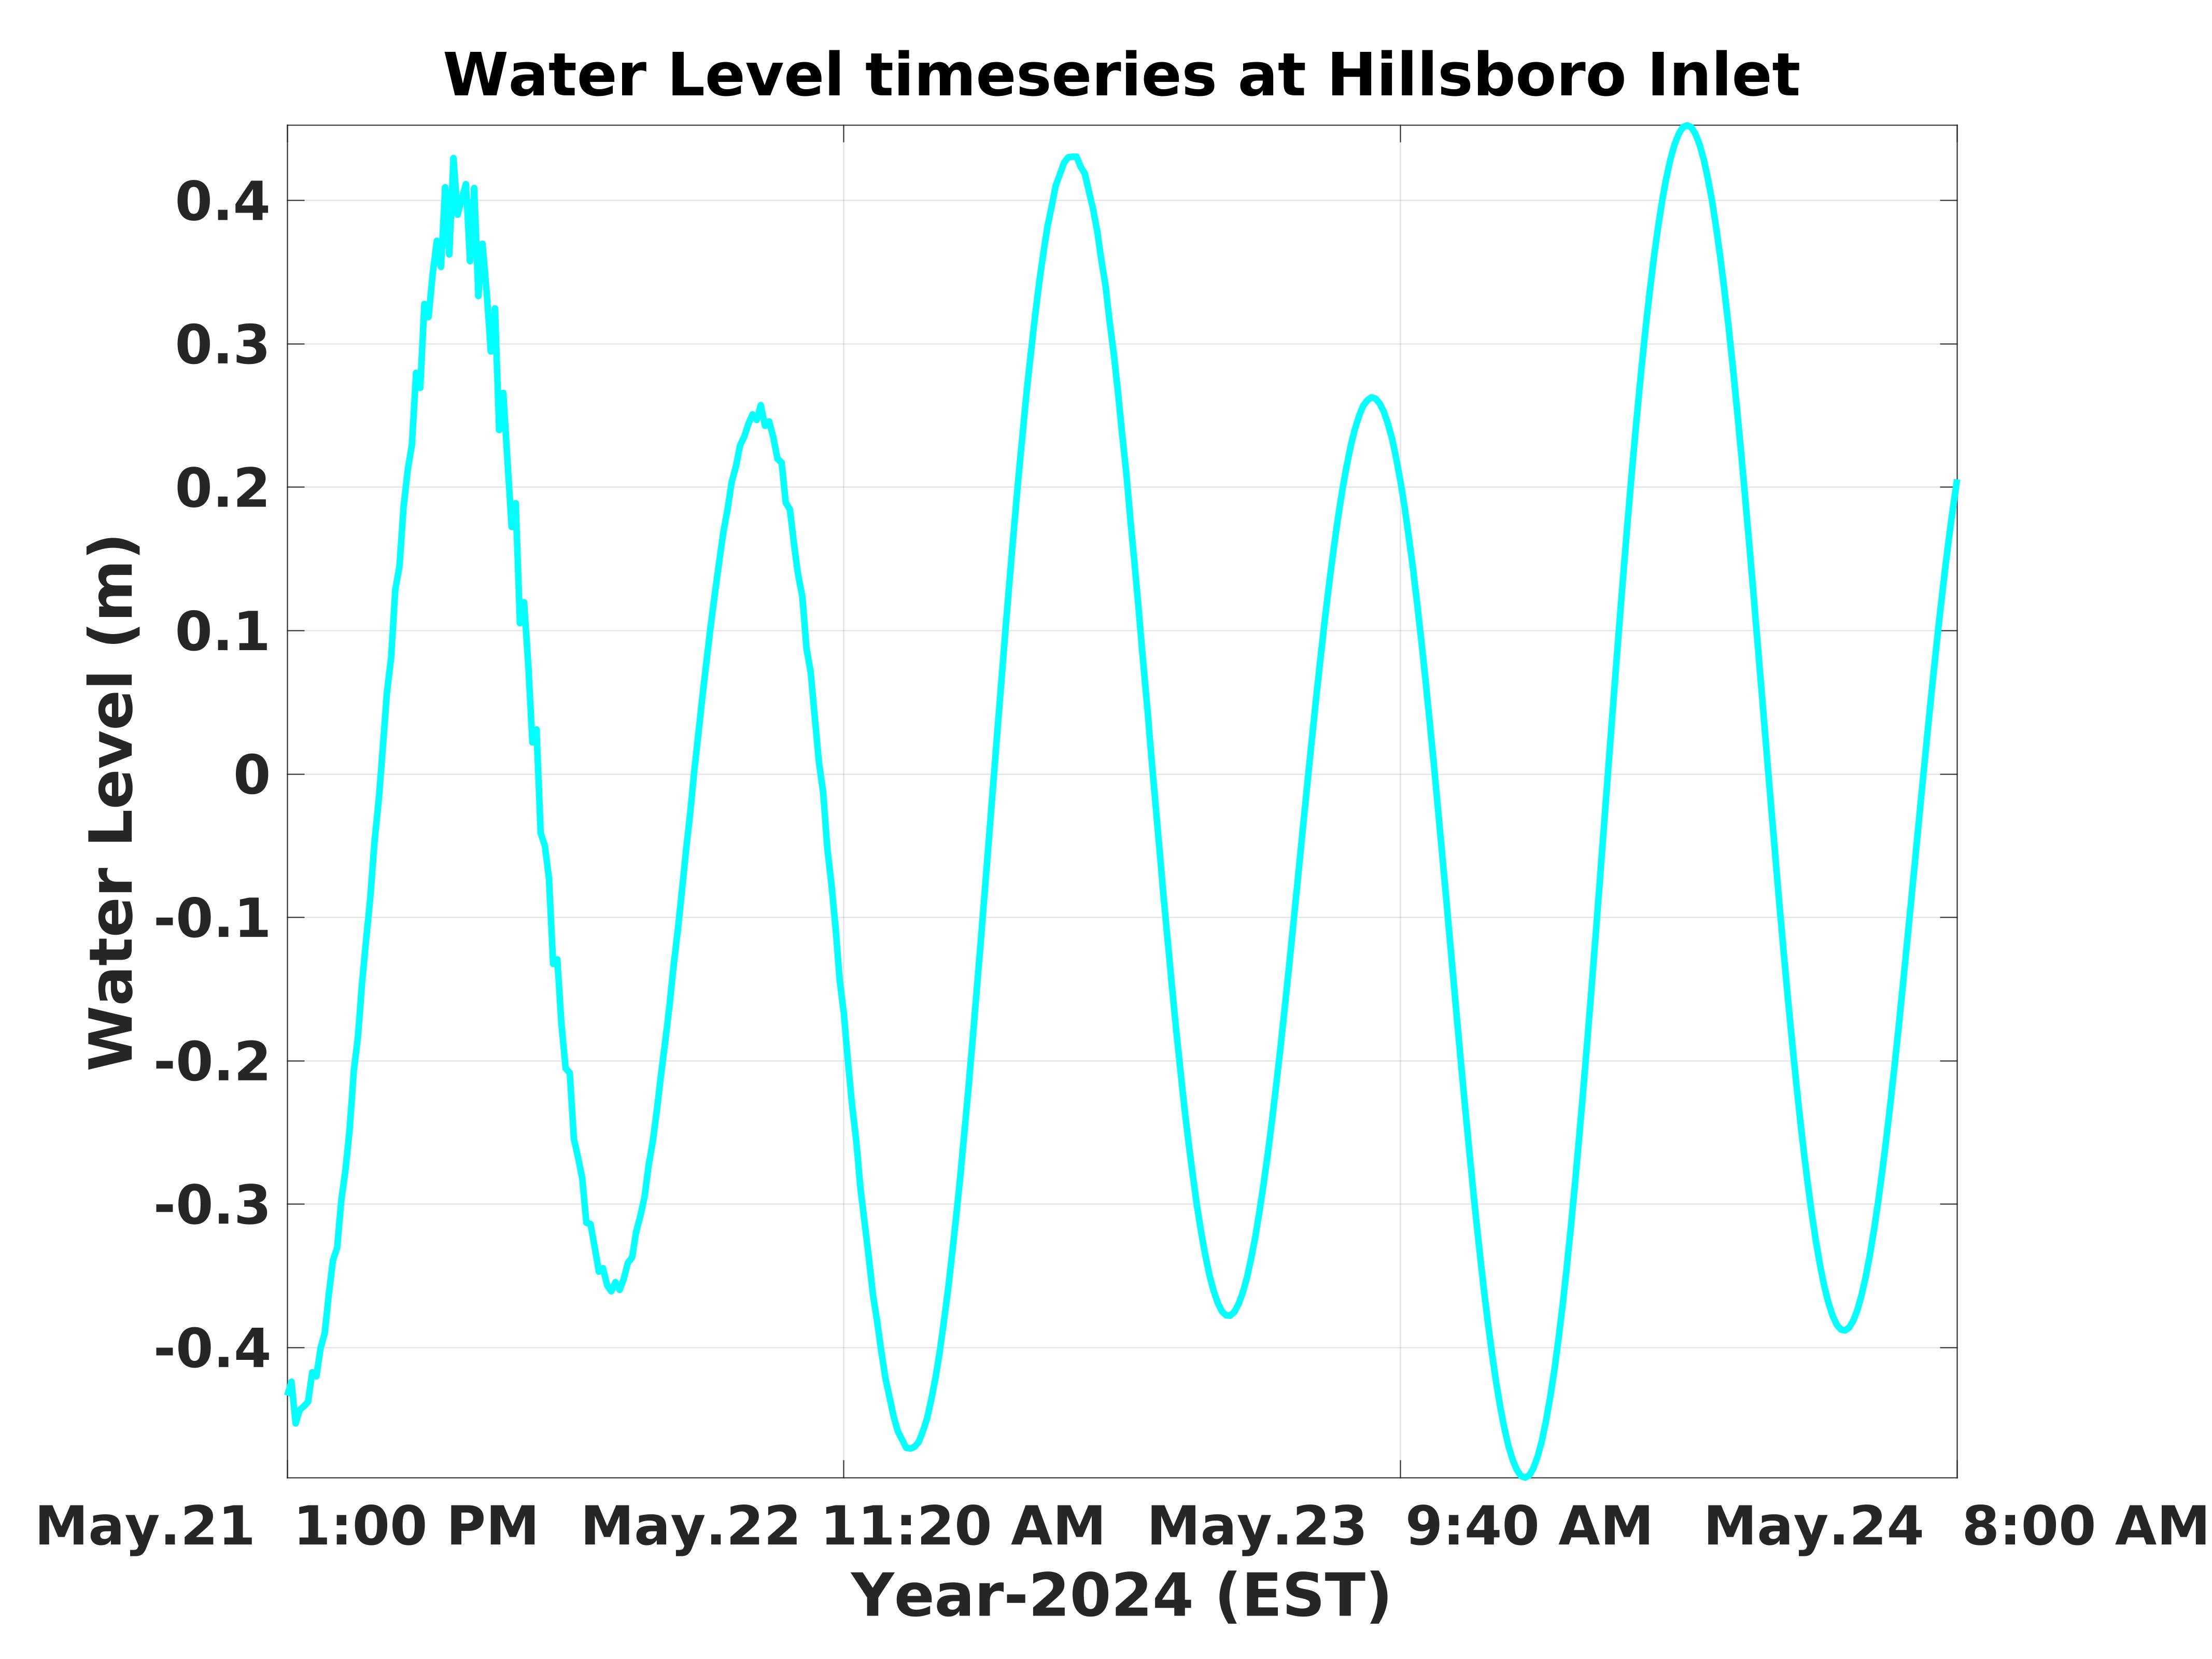 Water Level timeseries at Hillsboro Inlet
Water Level (m)
0.4
0.3
0.2
0.1
0
-0.1
-0.2
-0.3
-0.4
May.21 1:00 PM May.22 11:20 AM May.23 9:40 AM May.24 8:00 AM
Year-2024 (EST)